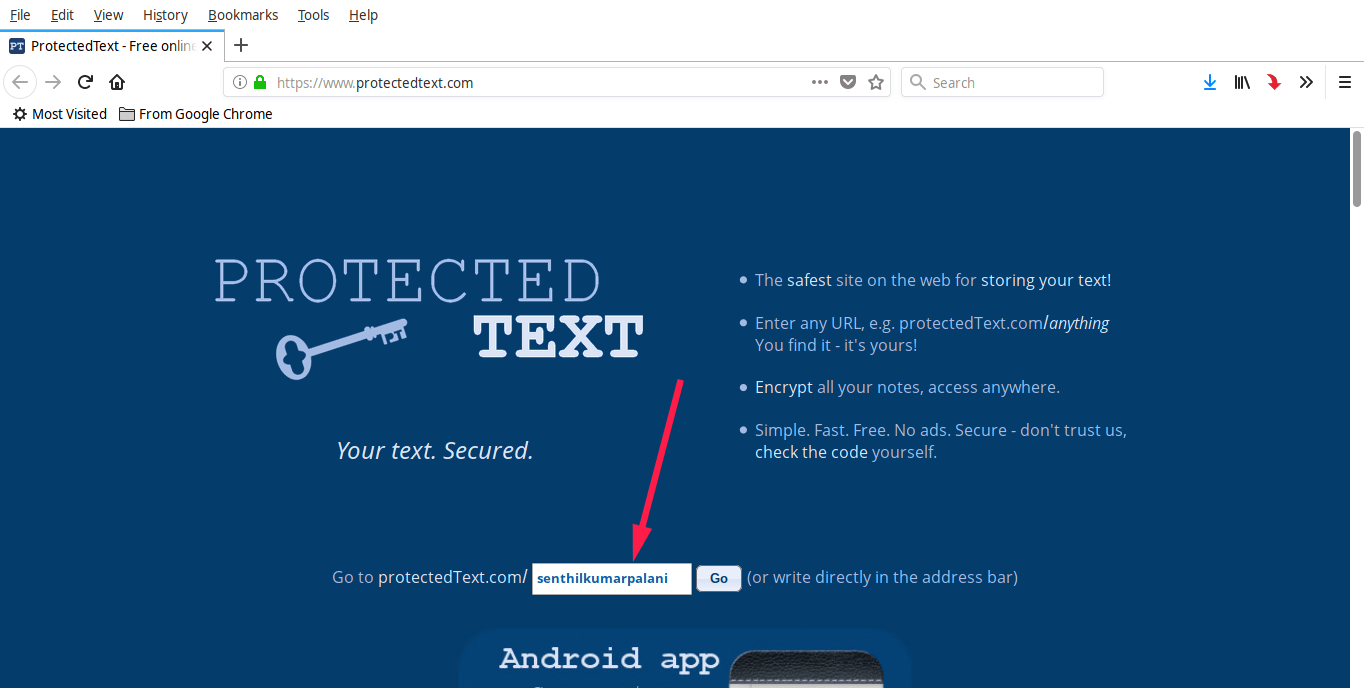 File Edit View History Bookmarks Tools Help
PT ProtectedText - Free onlin
https://www.protectedtext.com
Search
Most Visited From Google Chrome
PROTECTED
TEXT
Your text. Secured.
The safest site on the web for storing your text!
Enter any URL, e.g. protectedText.com/anything
You find it - it's yours!
Encrypt all your notes, access anywhere.
Simple. Fast. Free. No ads. Secure - don't trust us,
check the code yourself.
Go to protectedText.com/ senthilkumarpalani Go (or write directly in the address bar)
Android app